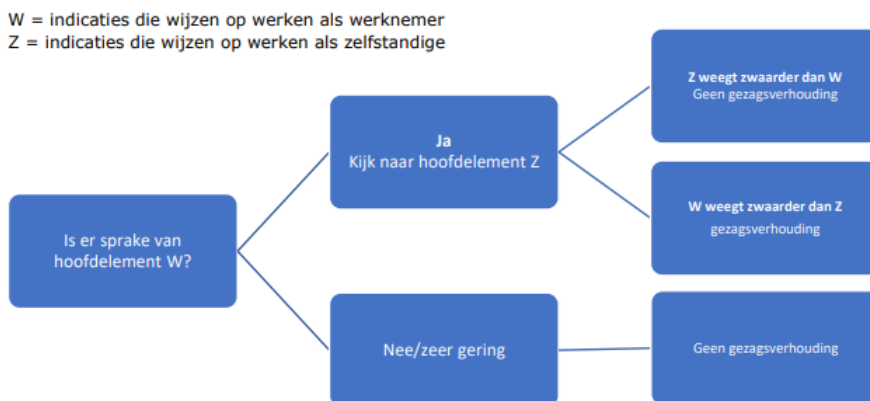 W = indicaties die wijzen op werken als werknemer
Z = indicaties die wijzen op werken als zelfstandige
Z weegt zwaarder dan W
Geen gezagsverhouding
Ja
Kijk naar hoofdelement Z
W weegt zwaarder dan Z
gezagsverhouding
Is er sprake van
hoofdelement W?
Nee/zeer gering
Geen gezagsverhouding